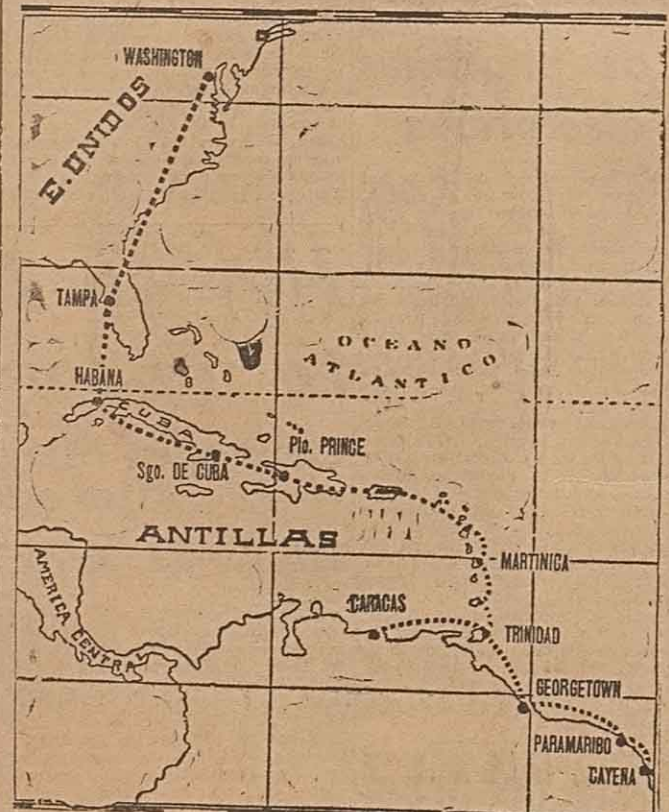 WASHINGTON
E. UNIDOS
TAMPA
OCEANO
ATLANTICO
HABANA
CUBA
Pto. PRINCE
Sgo. DE CUBA
ANTILLAS
MARTINICA
AMERICA CENTRAL
CARACAS
TRINIDAD
GEORGETOWN
PARAMARIBO
CAYENA